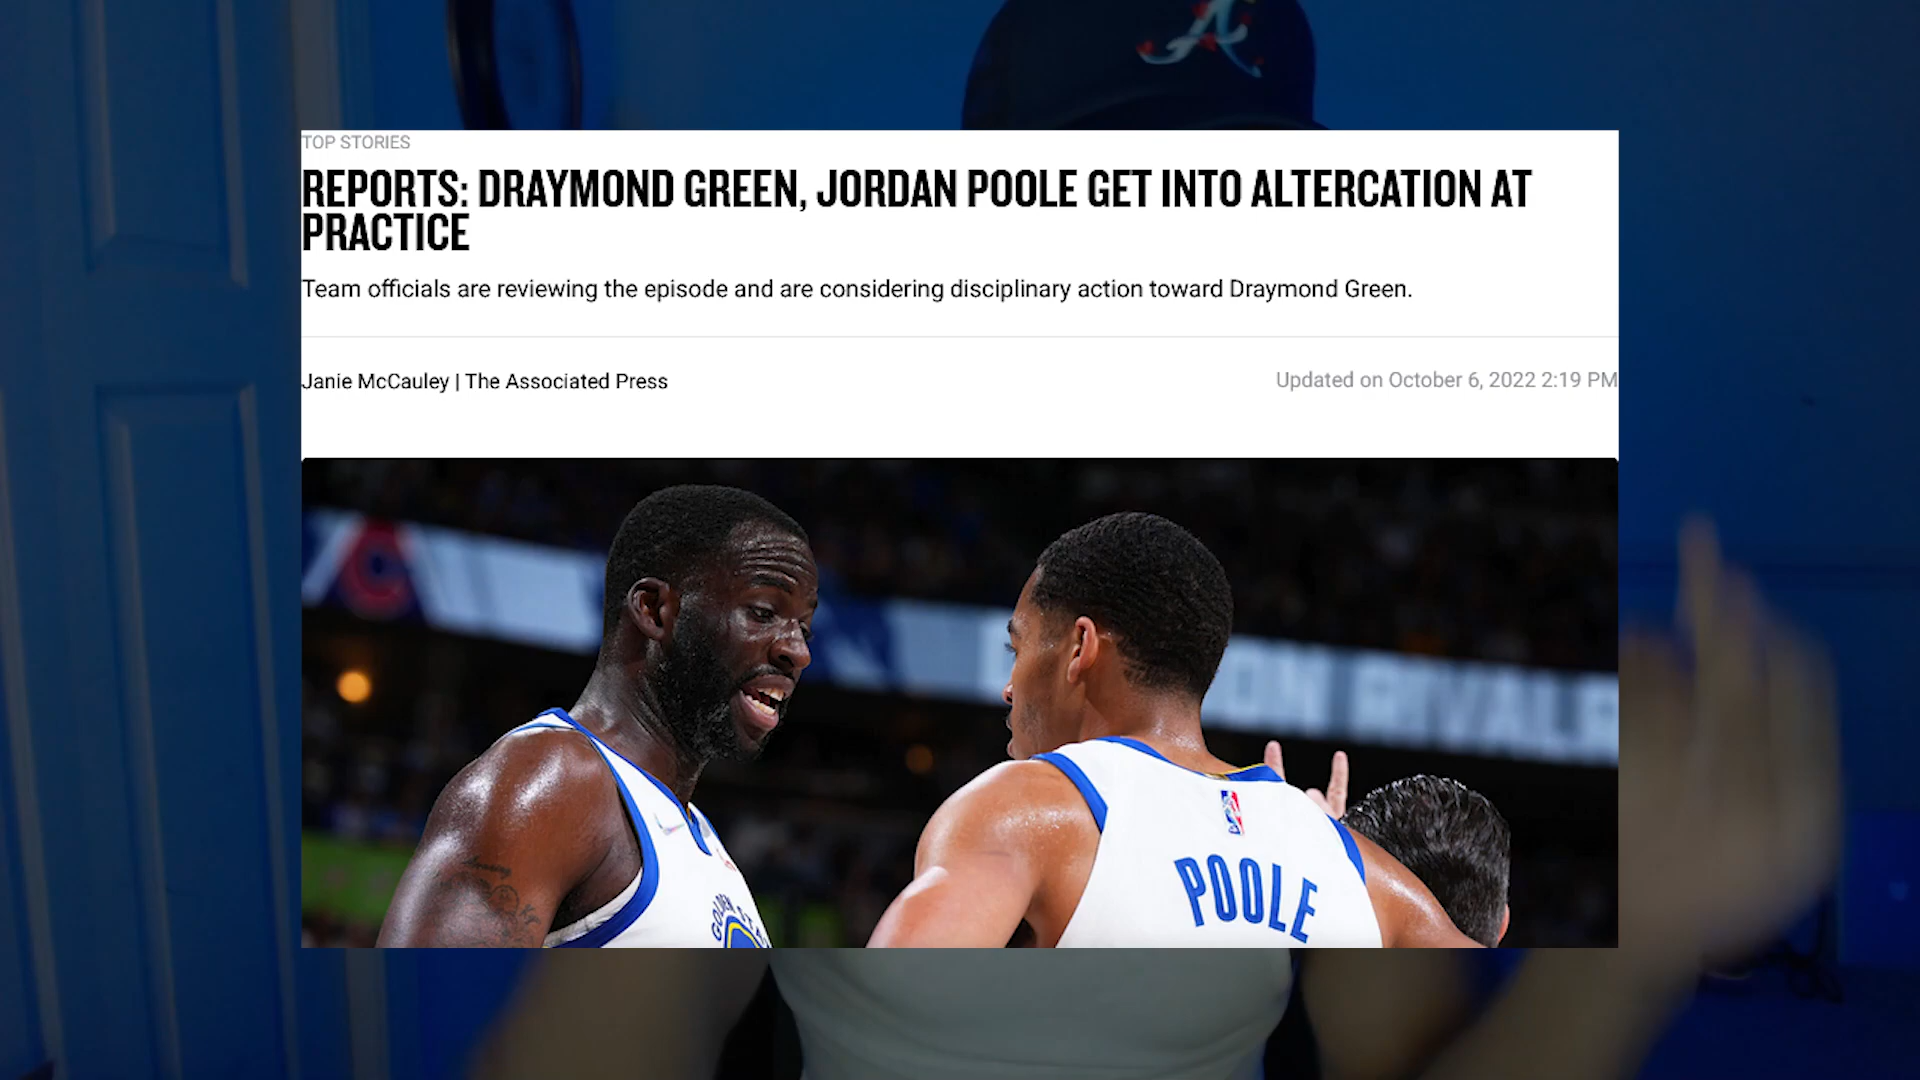 TOP STORIES
REPORTS: DRAYMOND GREEN, JORDAN POOLE GET INTO ALTERCATION AT
PRACTICE
Team officials are reviewing the episode and are considering disciplinary action toward Draymond Green.
Janie McCauley | The Associated Press
Updated on October 6, 2022 2:19 PM
RIVALS
POOLE